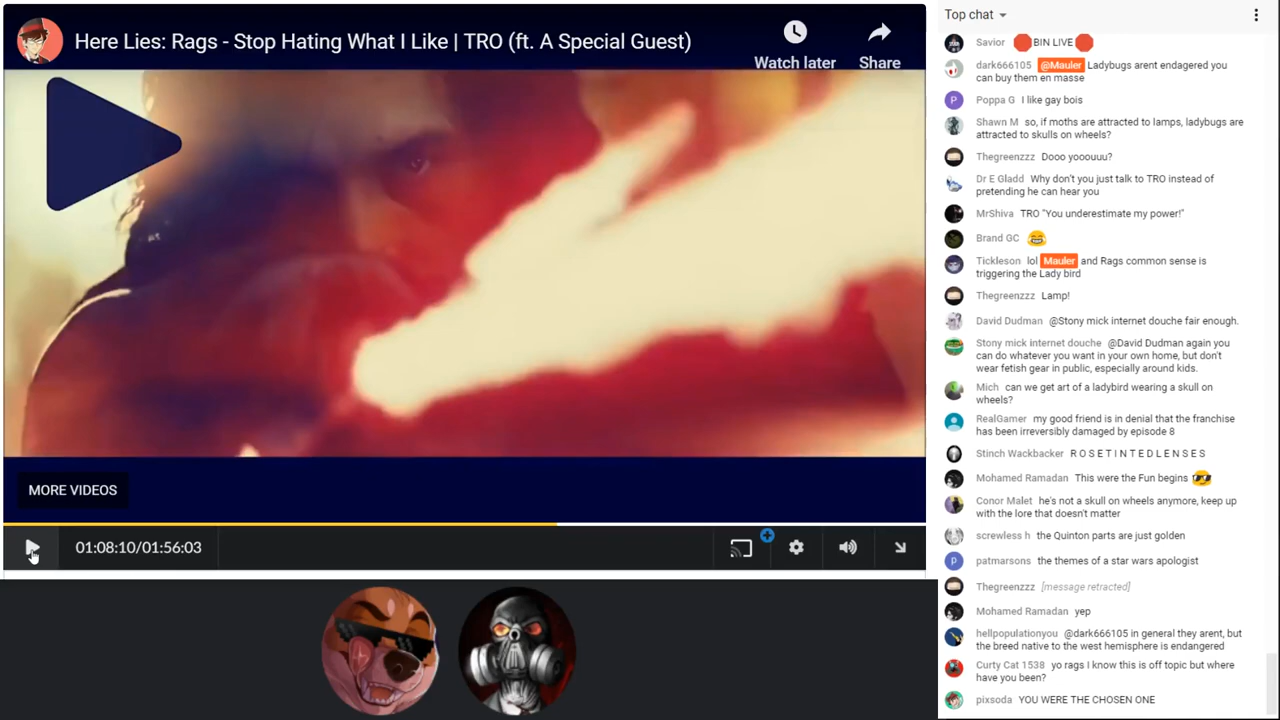 Here Lies: Rags - Stop Hating What I Like | TRO (ft. A Special Guest)
Watch later
Share
MORE VIDEOS
01:08:10/01:56:03
Top chat
Savior BIN LIVE
dark666105 @Mauler Ladybugs arent endagered you
can buy them en masse
P
Poppa G I like gay bois
Shawn M so, if moths are attracted to lamps, ladybugs are
attracted to skulls on wheels?
Thegreenzzz Dooo yooouuu?
Dr E Gladd Why don't you just talk to TRO instead of
pretending he can hear you
MrShiva TRO "You underestimate my power!"
Brand GC
Tickleson lol Mauler and Rags common sense is
triggering the Lady bird
Thegreenzzz Lamp!
David Dudman @Stony mick internet douche fair enough.
Stony mick internet douche @David Dudman again you
can do whatever you want in your own home, but don't
wear fetish gear in public, especially around kids.
Mich can we get art of a ladybird wearing a skull on
wheels?
RealGamer my good friend is in denial that the franchise
has been irreversibly damaged by episode 8
Stinch Wackbacker R O S E T I N T E D L E N S E S
Mohamed Ramadan This were the Fun begins
Conor Malet he's not a skull on wheels anymore, keep up
with the lore that doesn't matter
screwless h the Quinton parts are just golden
P
patmarsons the themes of a star wars apologist
Thegreenzzz [message retracted]
Mohamed Ramadan yep
hellpopulationyou @dark666105 in general they arent, but
the breed native to the west hemisphere is endangered
Curty Cat 1538 yo rags I know this is off topic but where
have you been?
pixsoda YOU WERE THE CHOSEN ONE